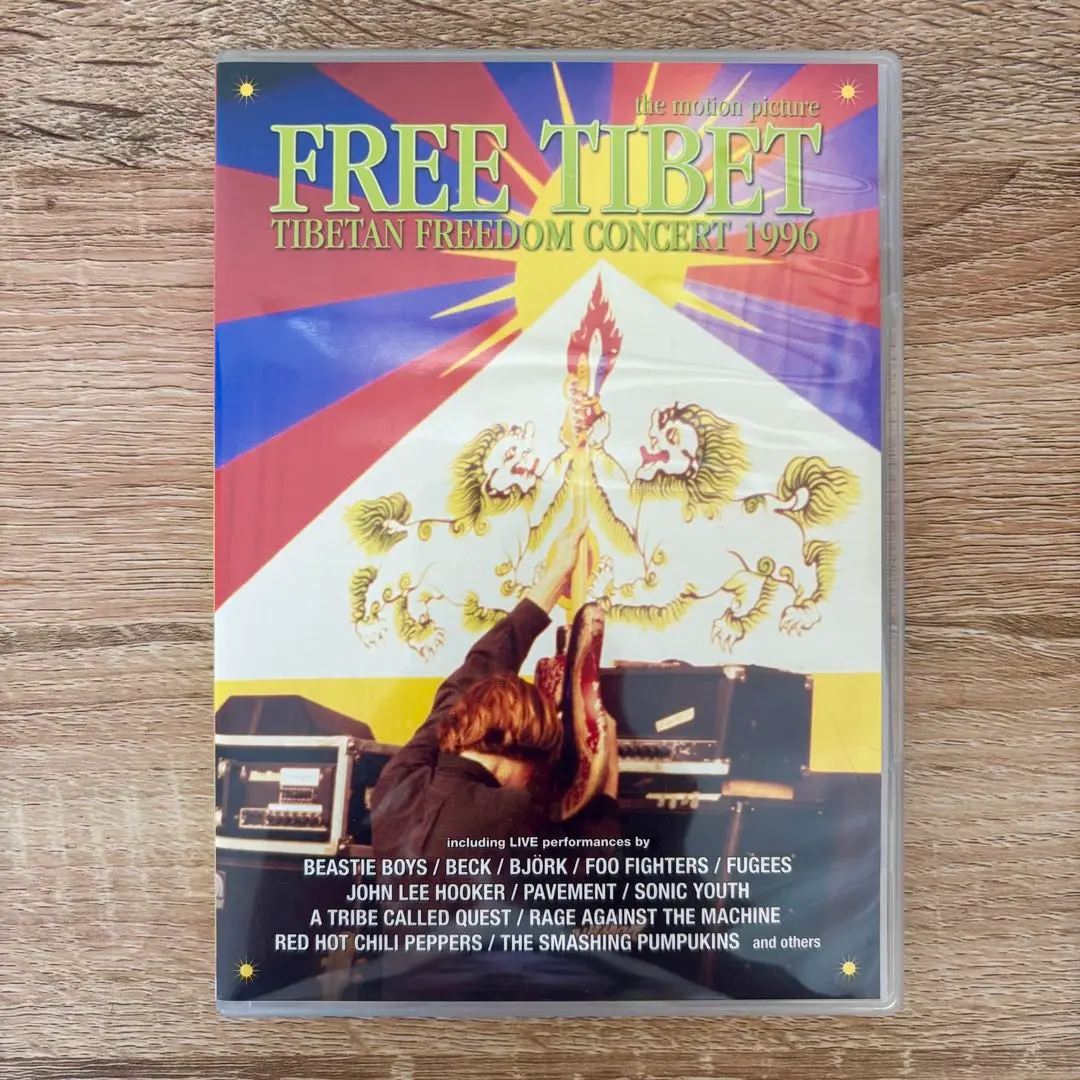 the motion picture
FREE TIBET
TIBETAN FREEDOM CONCERT 1996
including LIVE performances by
BEASTIE BOYS / BECK / BJÖRK / FOO FIGHTERS / FUGEES
JOHN LEE HOOKER / PAVEMENT / SONIC YOUTH
A TRIBE CALLED QUEST / RAGE AGAINST THE MACHINE
RED HOT CHILI PEPPERS / THE SMASHING PUMPUKINS and others